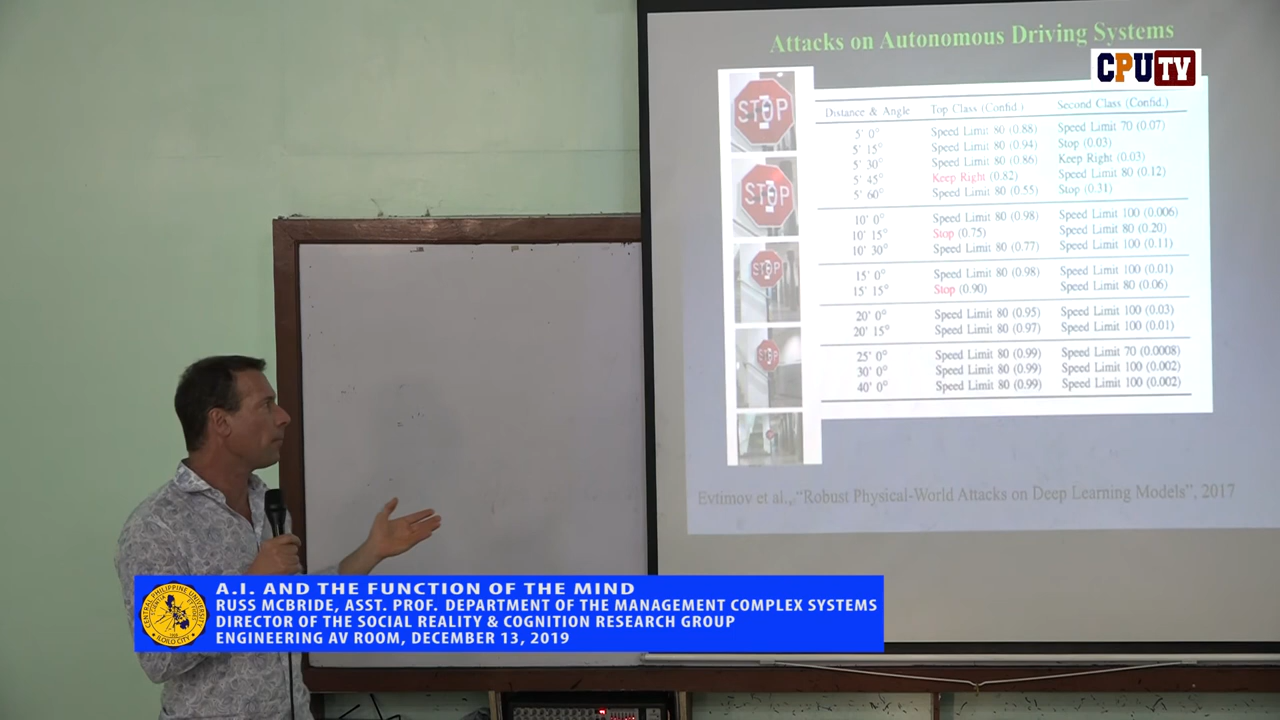 Attacks on Autonomous Driving Systems
CPUTV
STOP
STOP
STOP
STOP
Distance & Angle Top Class (Confid.) Second Class (Confid.)
5' 0° Speed Limit 80 (0.88) Speed Limit 70 (0.07)
5' 15° Speed Limit 80 (0.94) Stop (0.03)
5' 30° Speed Limit 80 (0.86) Keep Right (0.03)
5' 45° Keep Right (0.82) Speed Limit 80 (0.12)
5' 60° Speed Limit 80 (0.55) Stop (0.31)
10' 0° Speed Limit 80 (0.98) Speed Limit 100 (0.006)
10' 15° Stop (0.75) Speed Limit 80 (0.20)
10' 30° Speed Limit 80 (0.77) Speed Limit 100 (0.11)
15' 0° Speed Limit 80 (0.98) Speed Limit 100 (0.01)
15' 15° Stop (0.90) Speed Limit 80 (0.06)
20' 0° Speed Limit 80 (0.95) Speed Limit 100 (0.03)
20' 15° Speed Limit 80 (0.97) Speed Limit 100 (0.01)
25' 0° Speed Limit 80 (0.99) Speed Limit 70 (0.0008)
30' 0° Speed Limit 80 (0.99) Speed Limit 100 (0.002)
40' 0° Speed Limit 80 (0.99) Speed Limit 100 (0.002)
Evtimov et al., “Robust Physical-World Attacks on Deep Learning Models”, 2017
CENTRAL PHILIPPINE UNIVERSITY
ILOILO CITY
A.I. AND THE FUNCTION OF THE MIND
RUSS MCBRIDE, ASST. PROF. DEPARTMENT OF THE MANAGEMENT COMPLEX SYSTEMS
DIRECTOR OF THE SOCIAL REALITY & COGNITION RESEARCH GROUP
ENGINEERING AV ROOM, DECEMBER 13, 2019